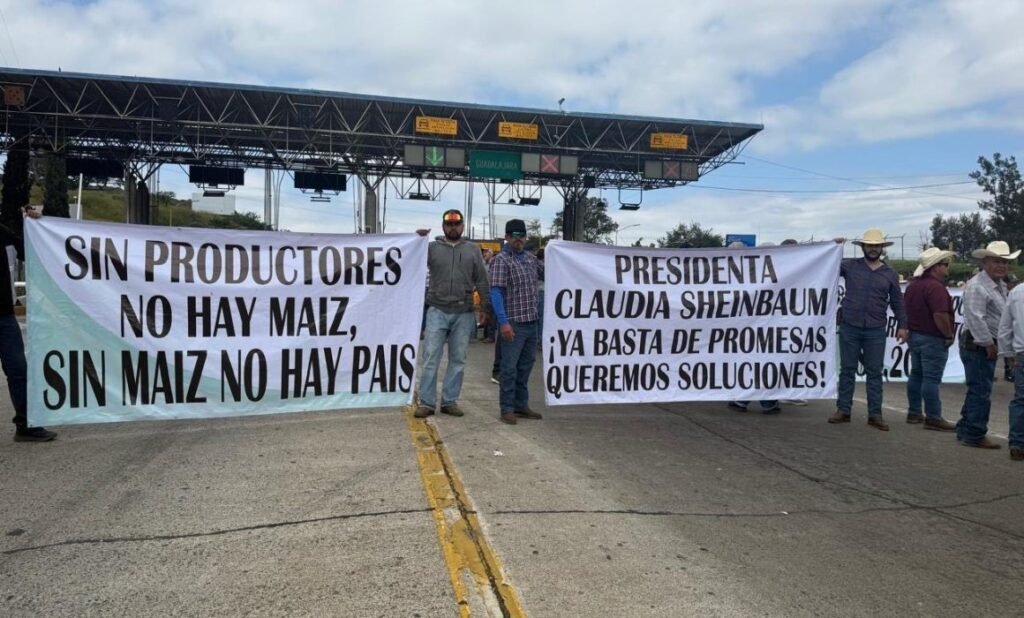 GUADALAJARA
SIN PRODUCTORES
NO HAY MAIZ,
SIN MAIZ NO HAY PAIS
PRESIDENTA
CLAUDIA SHEINBAUM
¡YA BASTA DE PROMESAS
QUEREMOS SOLUCIONES!